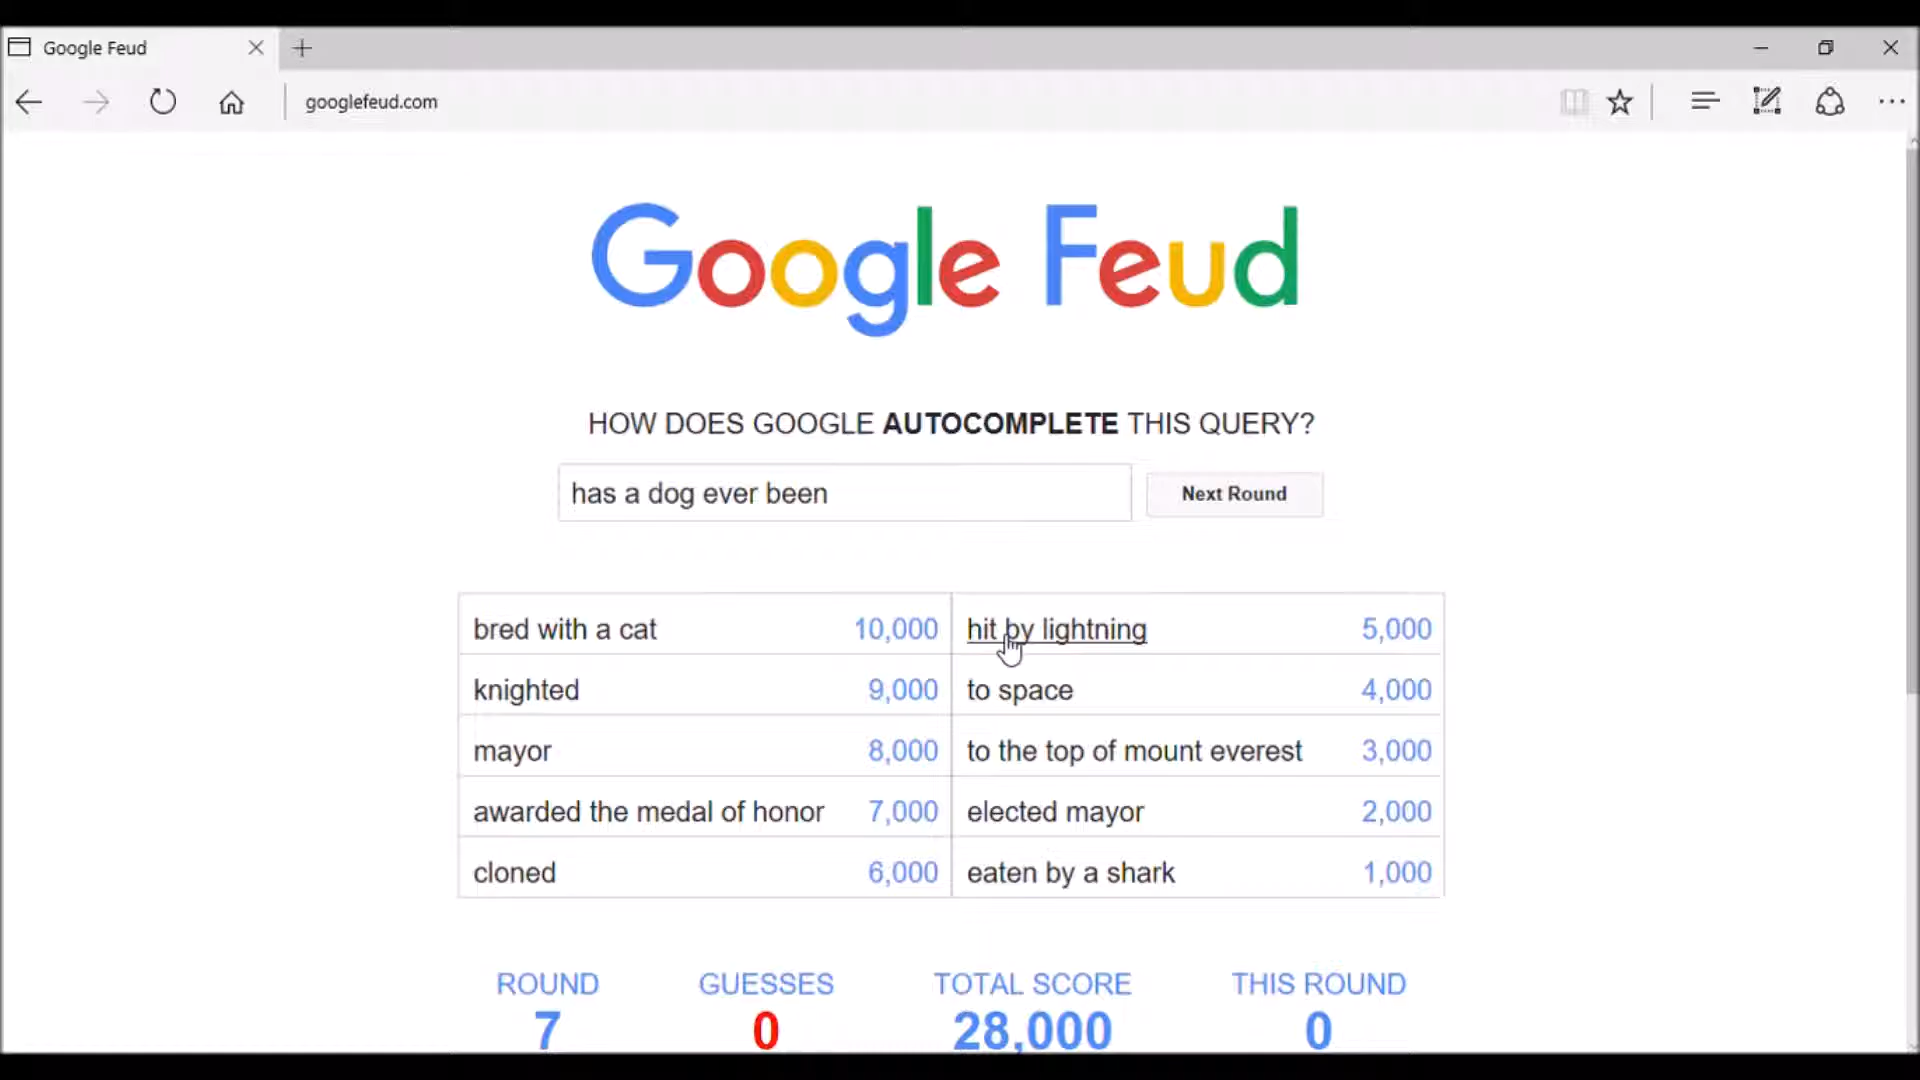 Google Feud
googlefeud.com
Google Feud
HOW DOES GOOGLE AUTOCOMPLETE THIS QUERY?
has a dog ever been
Next Round
bred with a cat 10,000 hit by lightning 5,000
knighted 9,000 to space 4,000
mayor 8,000 to the top of mount everest 3,000
awarded the medal of honor 7,000 elected mayor 2,000
cloned 6,000 eaten by a shark 1,000
ROUND GUESSES TOTAL SCORE THIS ROUND
7 0 28,000 0